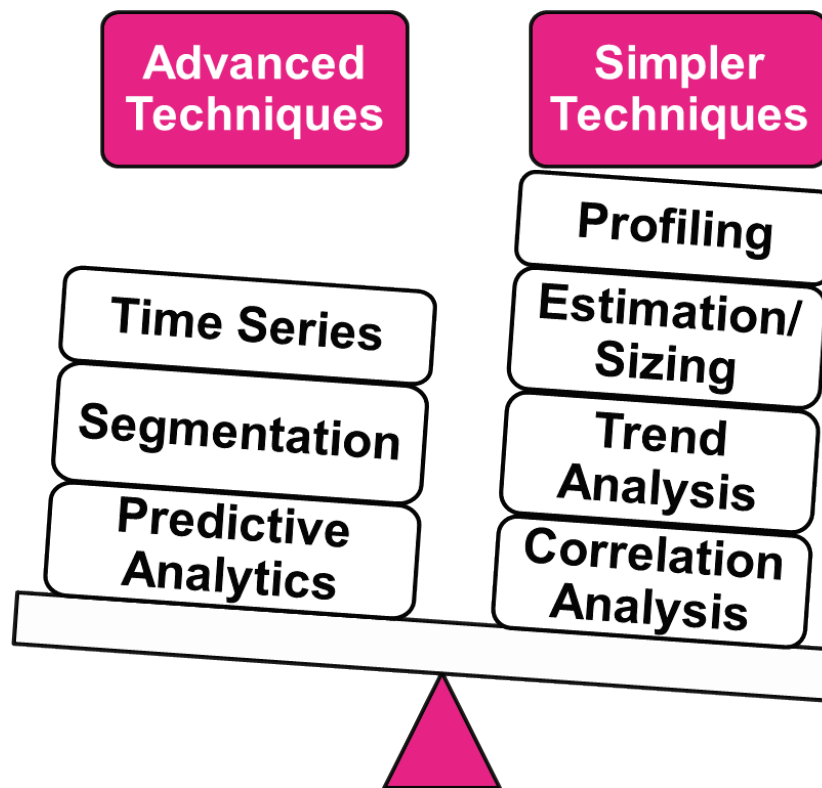 Advanced
Techniques
Simpler
Techniques
Time Series
Segmentation
Predictive
Analytics
Profiling
Estimation/
Sizing
Trend
Analysis
Correlation
Analysis